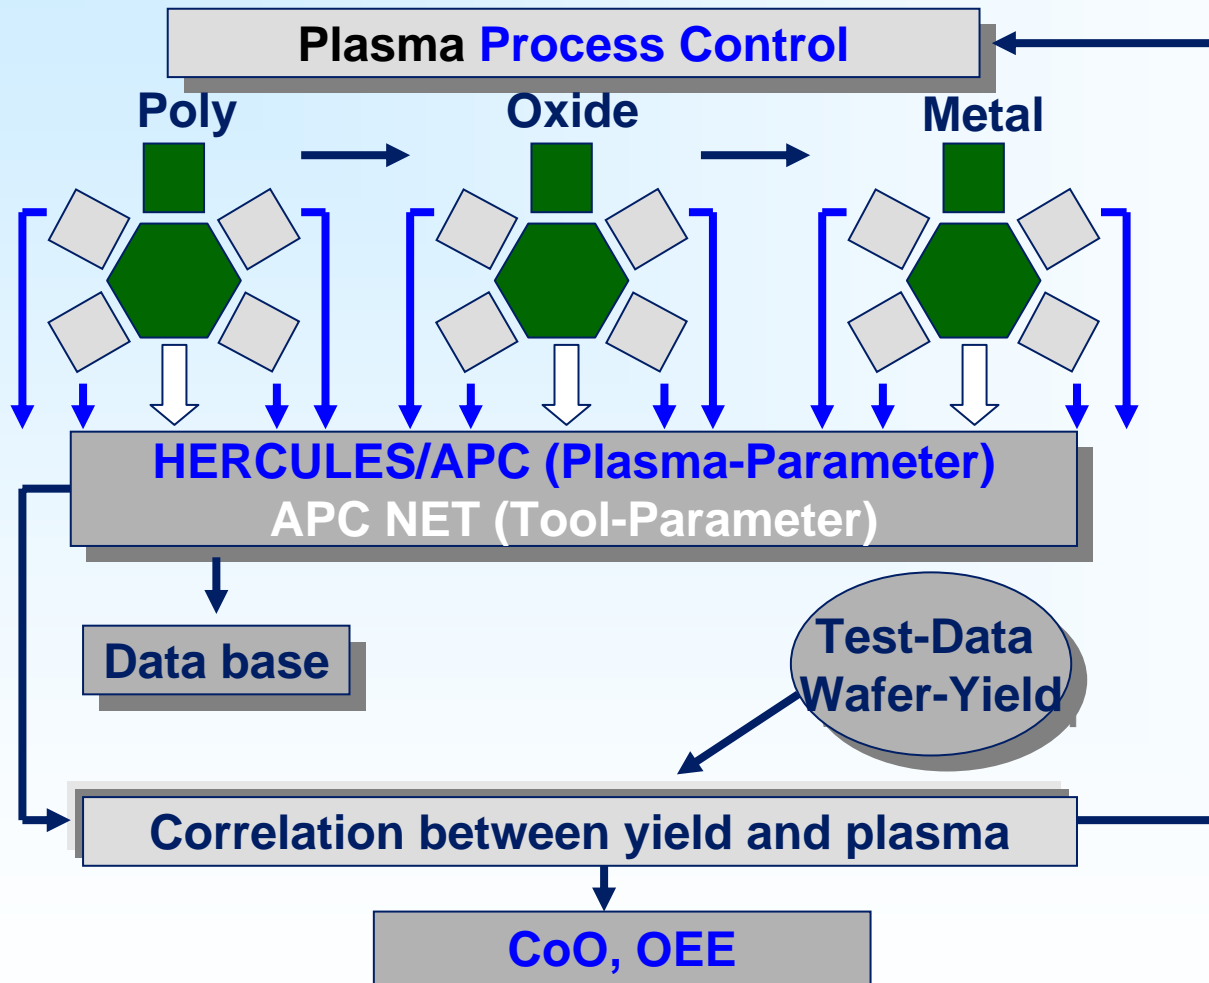 Plasma Process Control
Poly
Oxide
Metal
HERCULES/APC (Plasma-Parameter)
APC NET (Tool-Parameter)
Data base
Test-Data
Wafer-Yield
Correlation between yield and plasma
CoO, OEE